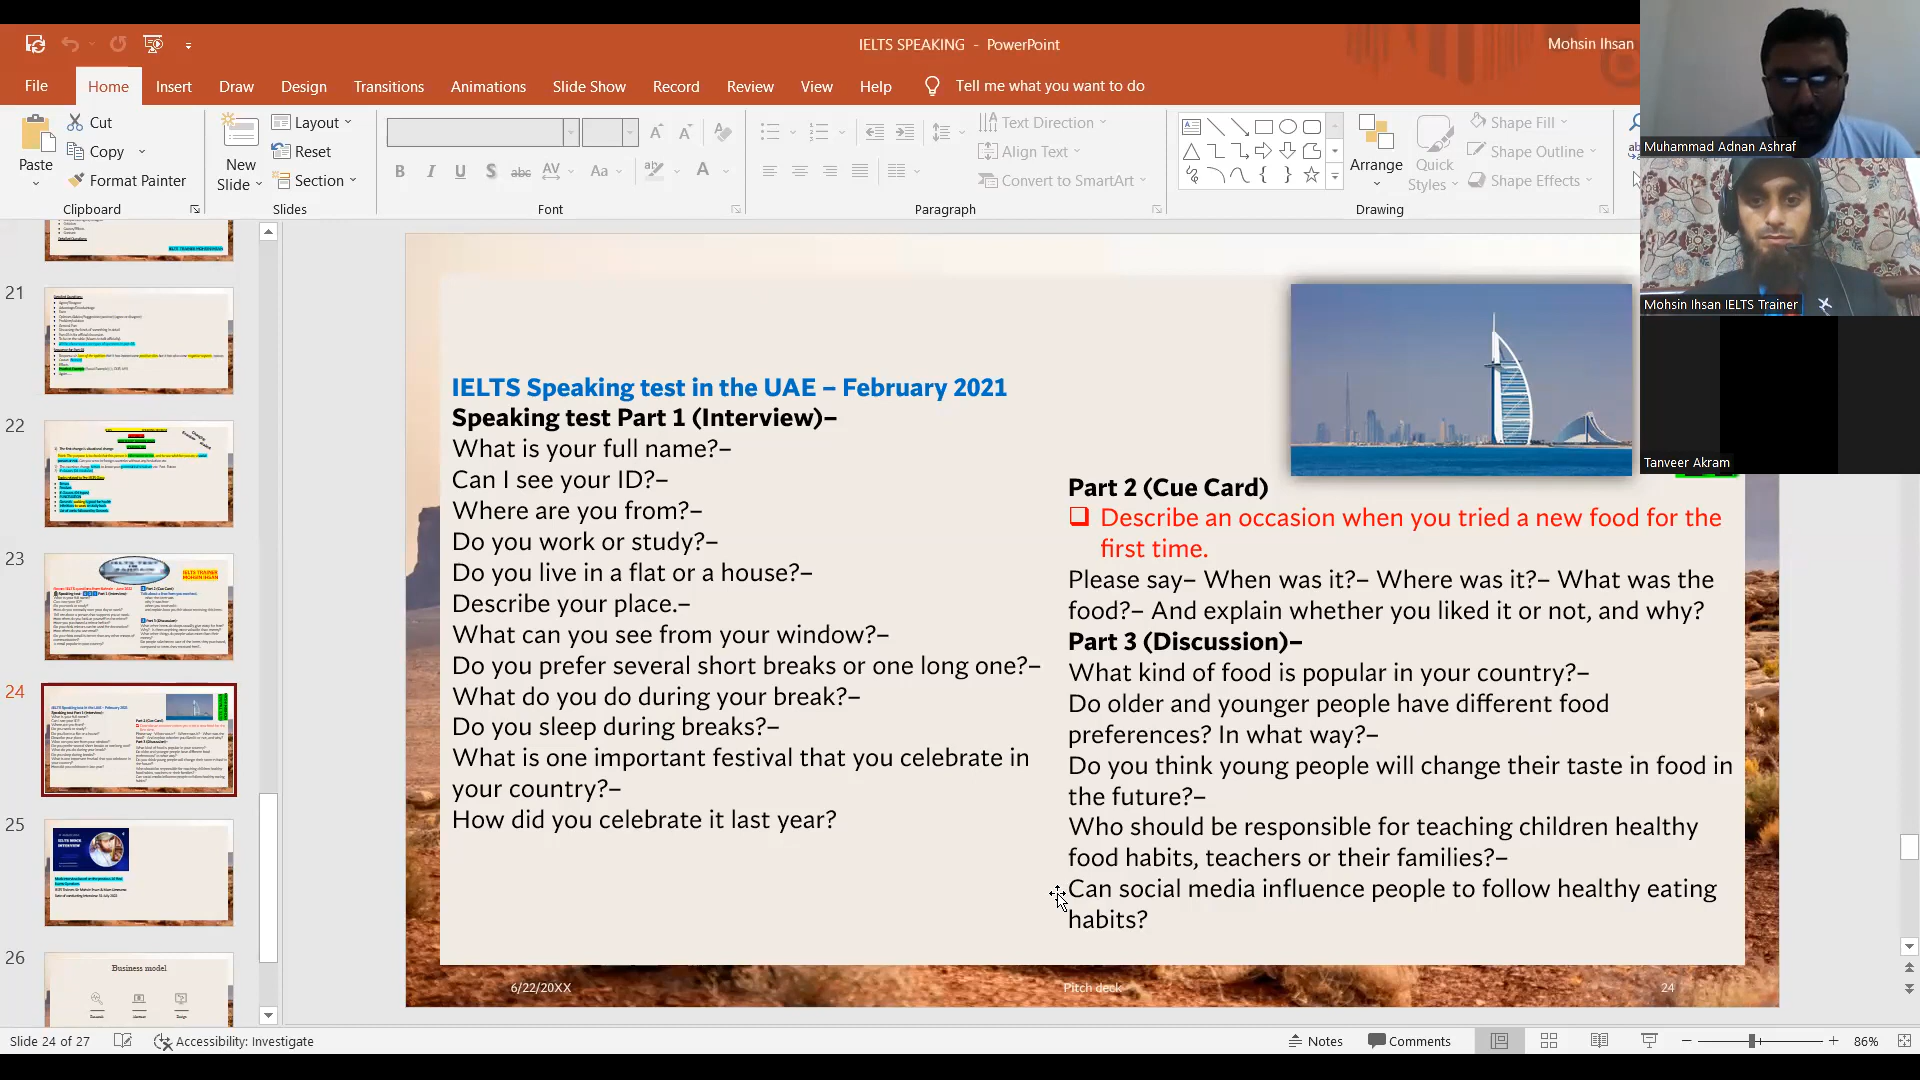 IELTS SPEAKING - PowerPoint
Mohsin Ihsan
File
Home
Insert
Draw
Design
Transitions
Animations
Slide Show
Record
Review
View
Help
Tell me what you want to do
Paste
Cut
Copy
Format Painter
Clipboard
New Slide
Layout
Reset
Section
Slides
Font
Text Direction
Align Text
Convert to SmartArt
Paragraph
Arrange
Quick Styles
Shape Fill
Shape Outline
Shape Effects
Drawing
Muhammad Adnan Ashraf
Mohsin Ihsan IELTS Trainer
Tanveer Akram
21
22
23
24
25
26
Business model
IELTS Speaking test in the UAE – February 2021
Speaking test Part 1 (Interview)–
What is your full name?–
Can I see your ID?–
Where are you from?–
Do you work or study?–
Do you live in a flat or a house?–
Describe your place.–
What can you see from your window?–
Do you prefer several short breaks or one long one?–
What do you do during your break?–
Do you sleep during breaks?–
What is one important festival that you celebrate in
your country?–
How did you celebrate it last year?
Part 2 (Cue Card)
Describe an occasion when you tried a new food for the
first time.
Please say– When was it?– Where was it?– What was the
food?– And explain whether you liked it or not, and why?
Part 3 (Discussion)–
What kind of food is popular in your country?–
Do older and younger people have different food
preferences? In what way?–
Do you think young people will change their taste in food in
the future?–
Who should be responsible for teaching children healthy
food habits, teachers or their families?–
Can social media influence people to follow healthy eating
habits?
6/22/20XX
Pitch deck
24
Slide 24 of 27
Accessibility: Investigate
Notes
Comments
86%